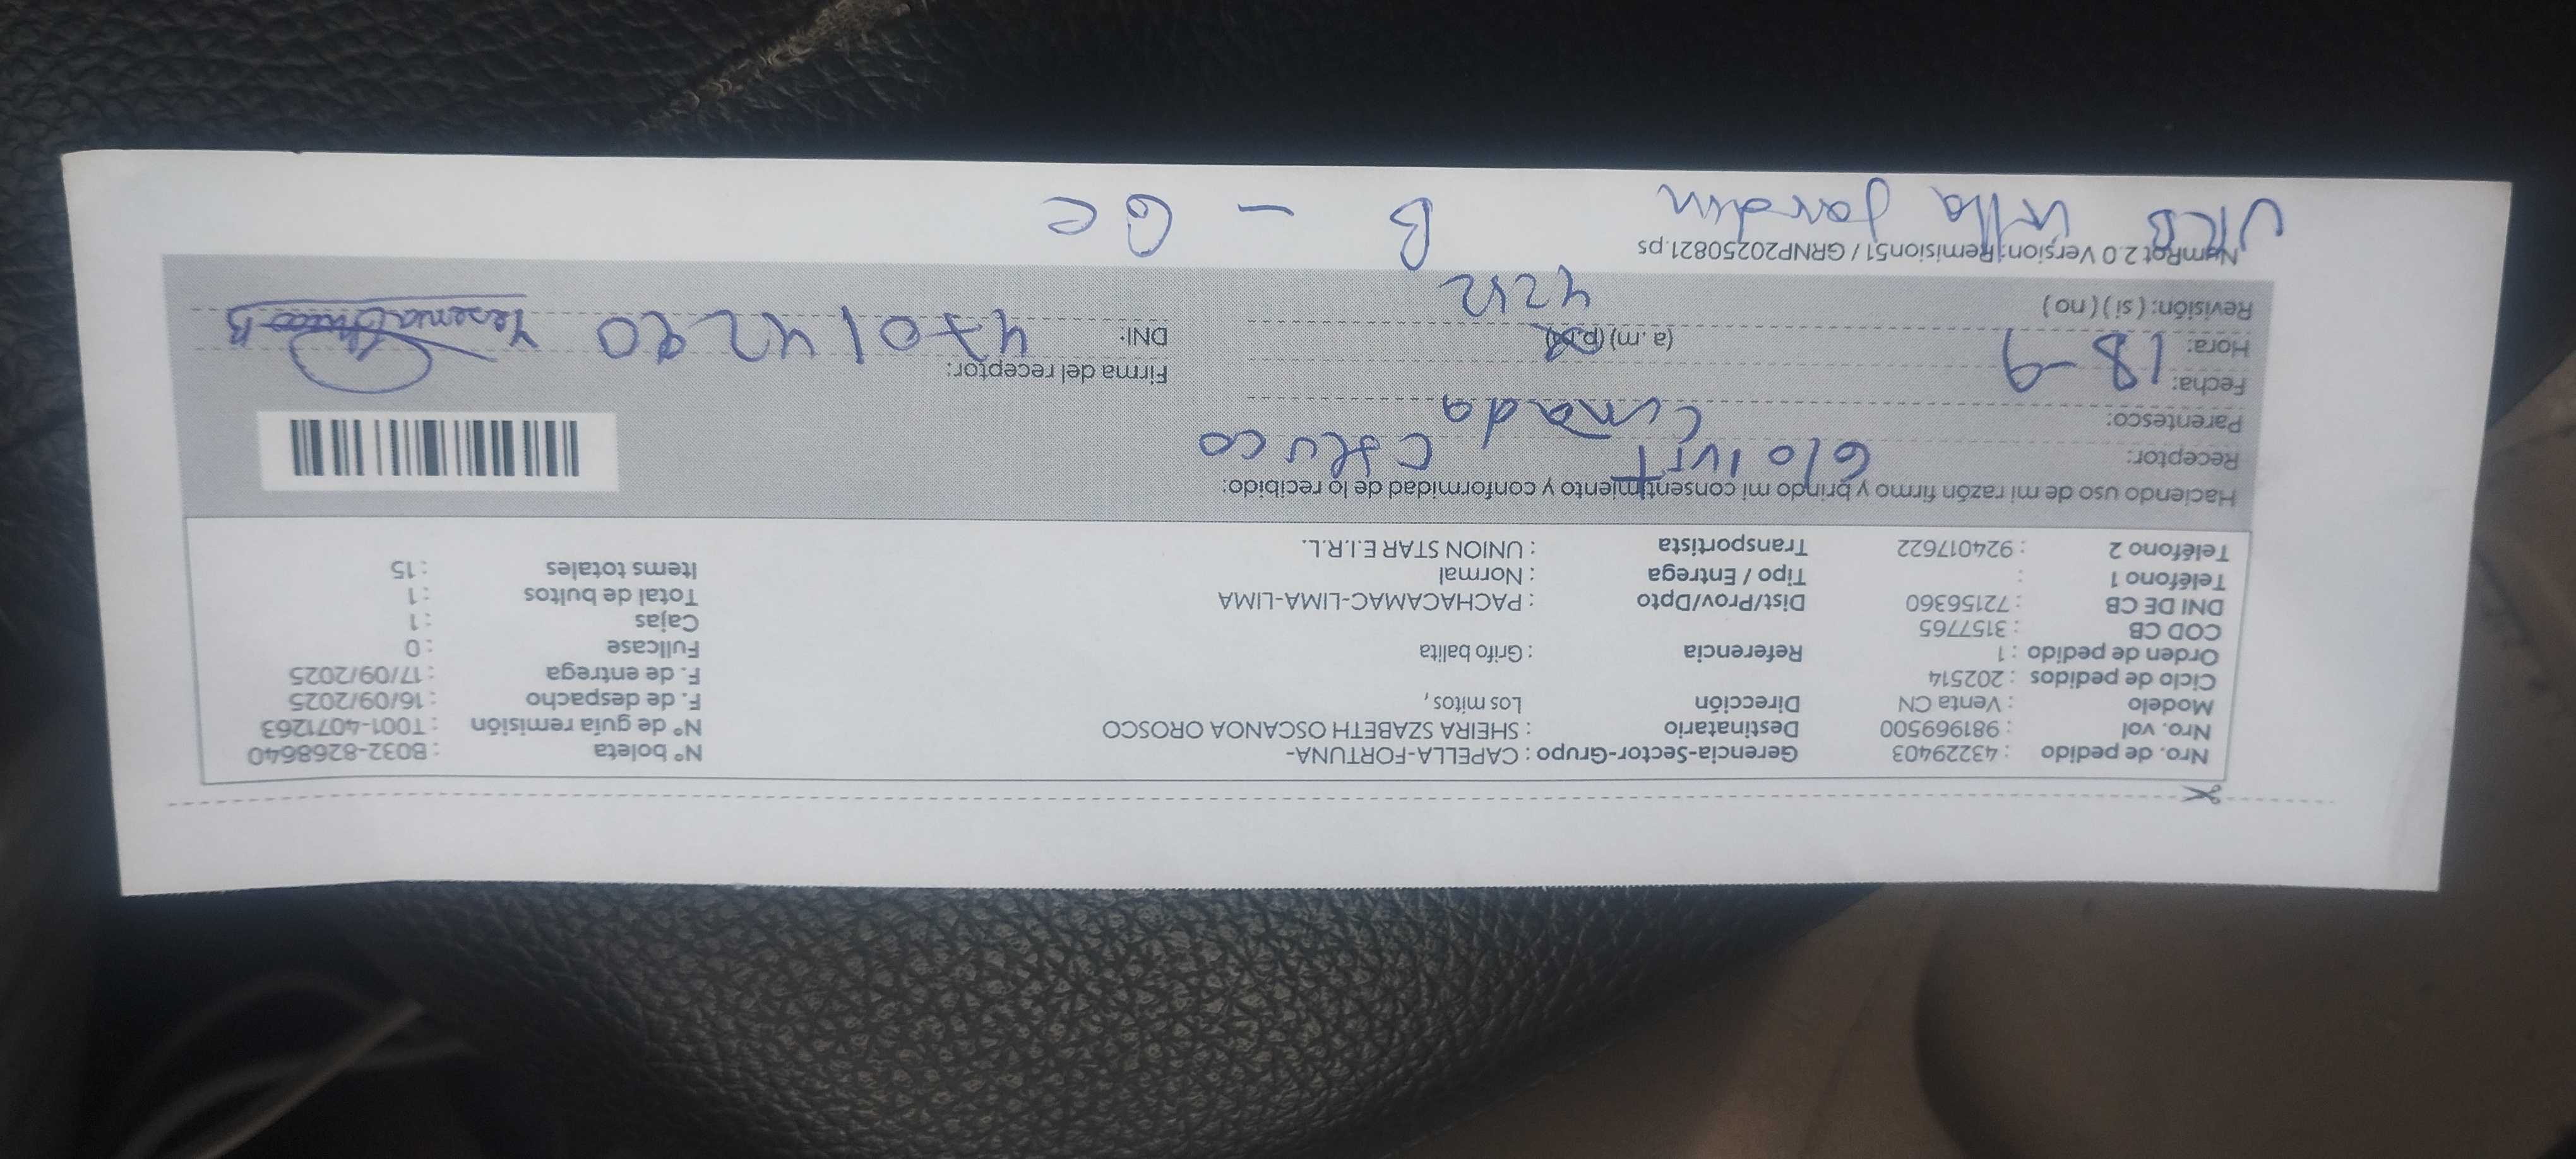 Nro. de pedido : 43229403 Gerencia-Sector-Grupo : CAPELLA-FORTUNA- N° boleta : B032-8268640
Nro. vol : 981969500 Destinatario : SHEIRA SZABETH OSCANOA OROSCO N° de guía remisión : T001-4071263
Modelo : Venta CN Dirección Los mitos, F. de despacho : 16/09/2025
Ciclo de pedidos : 202514 F. de entrega : 17/09/2025
Orden de pedido : 1 Referencia : Grifo balita Fullcase : 0
COD CB : 3157765 Cajas : 1
DNI DE CB : 72156360 Dist/Prov/Dpto : PACHACAMAC-LIMA-LIMA Total de bultos : 1
Teléfono 1 : Tipo / Entrega : Normal Items totales : 15
Teléfono 2 : 924017622 Transportista : UNION STAR E.I.R.L.
Haciendo uso de mi razón firmo y brindo mi consentimiento y conformidad de lo recibido:
Receptor:
Parentesco: cuñada
Fecha: 18-9 Firma del receptor:
Hora: (a.m) (p.m) DNI: 47014290 Yesenia
Revisión: ( si ) ( no ) 4212
NumRot 2.0 Version: Remision51 / GRNP20250821.ps
URB Villa Jardin B -